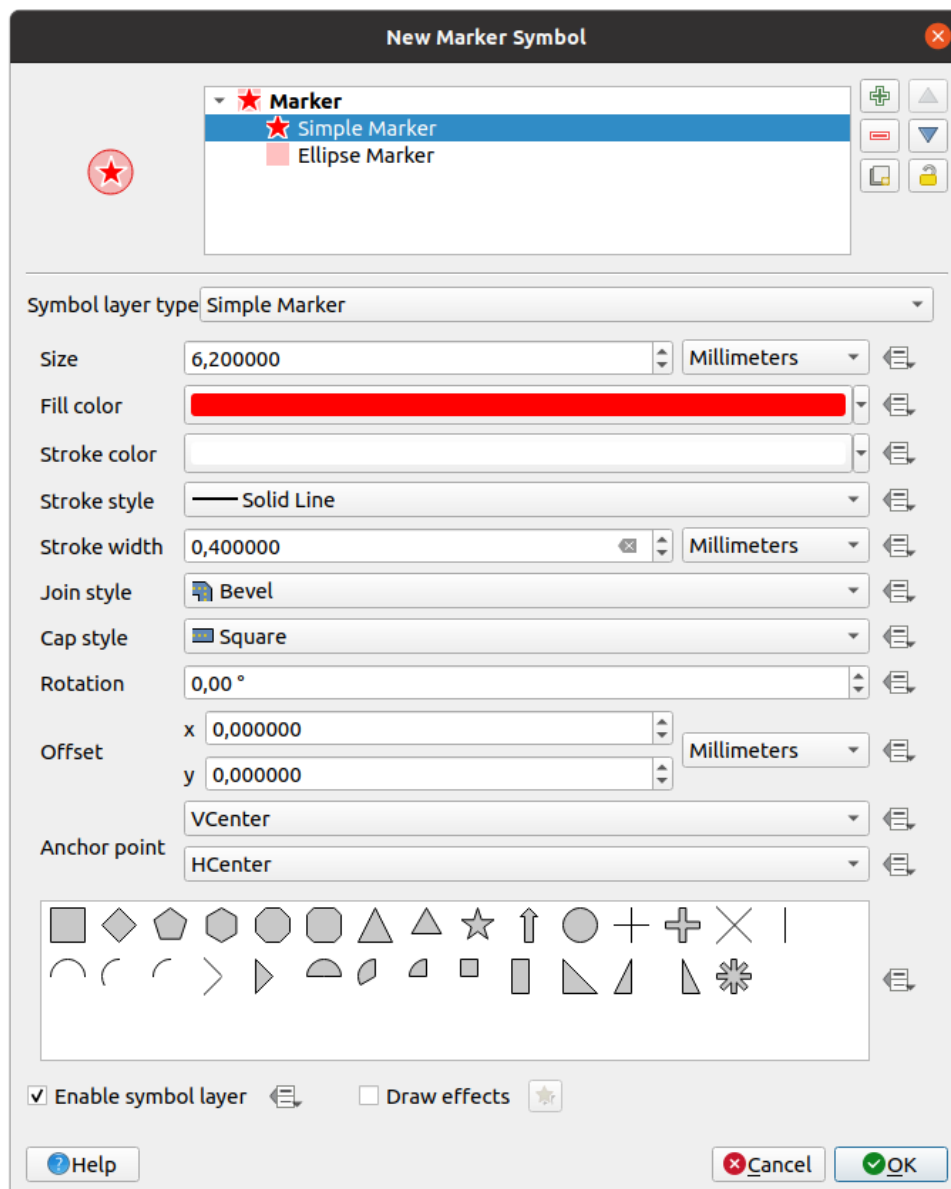 New Marker Symbol
Marker
Simple Marker
Ellipse Marker
Symbol layer type Simple Marker
Size 6,200000 Millimeters
Fill color
Stroke color
Stroke style Solid Line
Stroke width 0,400000 Millimeters
Join style Bevel
Cap style Square
Rotation 0,00 °
Offset x 0,000000 Millimeters
y 0,000000
Anchor point VCenter
HCenter
Enable symbol layer Draw effects
Help Cancel OK